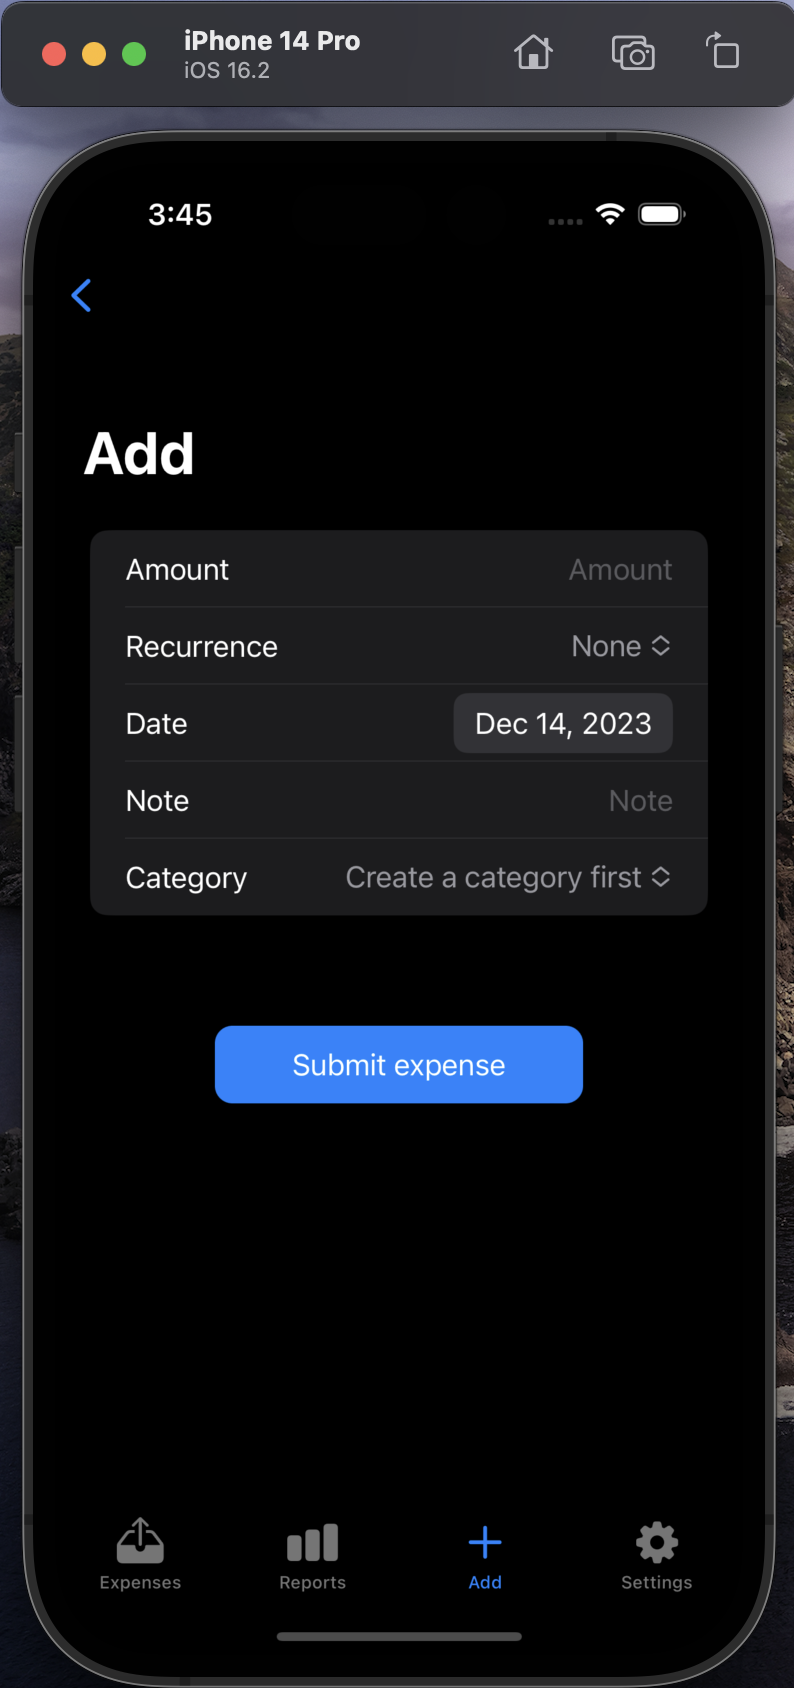 iPhone 14 Pro
iOS 16.2
3:45
Add
Amount Amount
Recurrence None
Date Dec 14, 2023
Note Note
Category Create a category first
Submit expense
Expenses Reports Add Settings